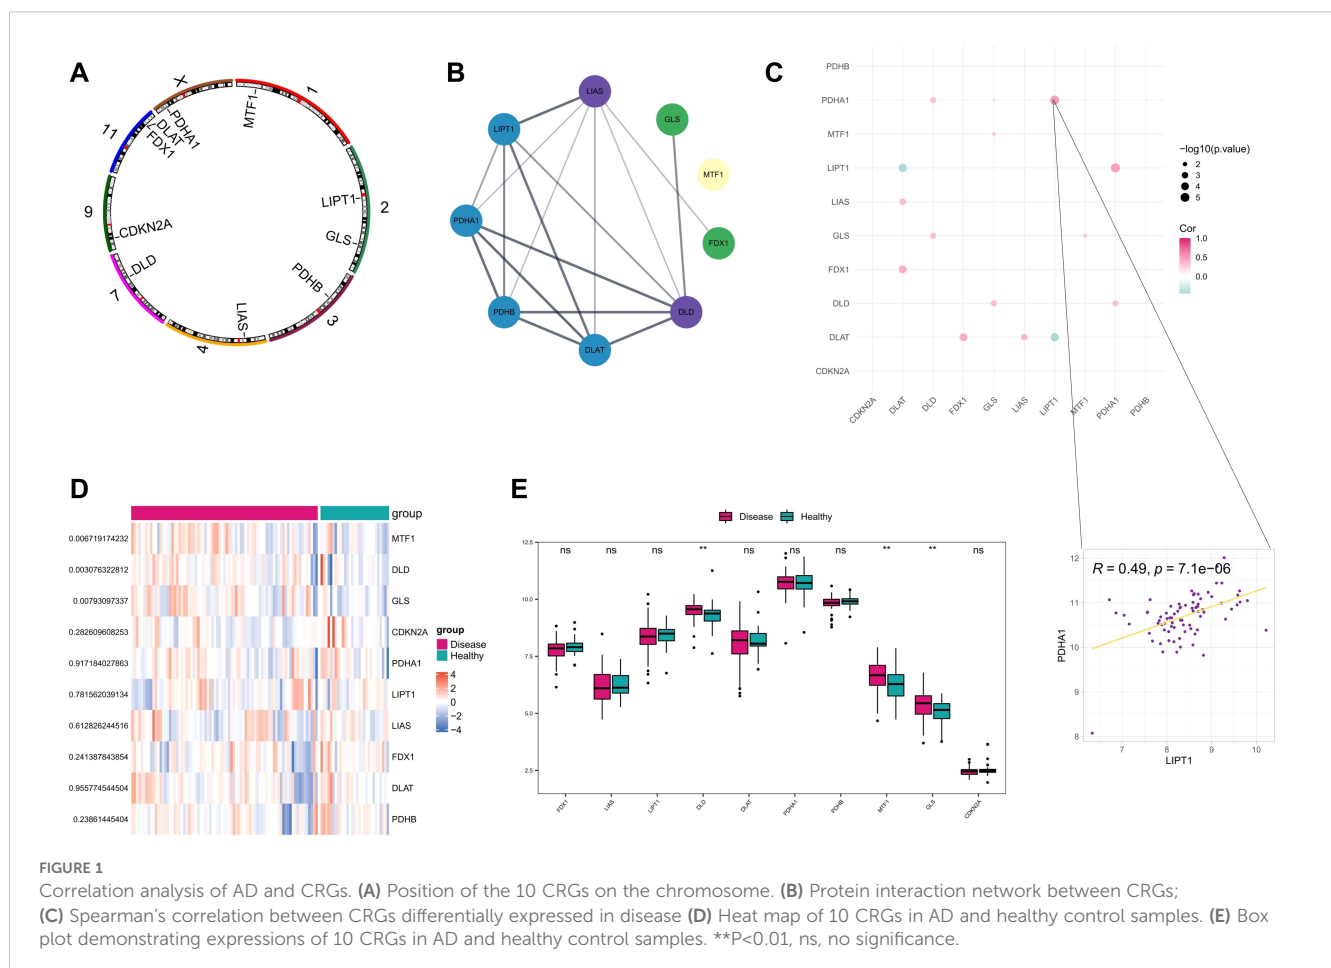 A
X
1
2
3
4
7
9
11
MTF1
PDHA1
DLAT
FDX1
LIPT1
GLS
CDKN2A
DLD
PDHB
LIAS
B
LIAS
GLS
LIPT1
MTF1
PDHA1
FDX1
PDHB
DLD
DLAT
C
PDHB
PDHA1
MTF1
LIPT1
LIAS
GLS
FDX1
DLD
DLAT
CDKN2A
CDKN2A
DLAT
DLD
FDX1
GLS
LIAS
LIPT1
MTF1
PDHA1
PDHB
−log10(p.value)
2
3
4
5
Cor
1.0
0.5
0.0
R = 0.49, p = 7.1e−06
PDHA1
12
11
10
9
8
7
8
9
10
LIPT1
D
group
0.006719174232 MTF1
0.003076322812 DLD
0.00793097337 GLS
0.282609608253 CDKN2A
0.917184027863 PDHA1
0.781562039134 LIPT1
0.612826244516 LIAS
0.241387843854 FDX1
0.955774544504 DLAT
0.23861445404 PDHB
group
Disease
Healthy
4
2
0
−2
−4
E
Disease Healthy
12.5
10.0
7.5
5.0
2.5
ns ns ns ** ns ns ns ** ** ns
FDX1
LIAS
LIPT1
DLD
DLAT
PDHA1
PDHB
MTF1
GLS
CDKN2A
FIGURE 1
Correlation analysis of AD and CRGs. (A) Position of the 10 CRGs on the chromosome. (B) Protein interaction network between CRGs;
(C) Spearman's correlation between CRGs differentially expressed in disease (D) Heat map of 10 CRGs in AD and healthy control samples. (E) Box
plot demonstrating expressions of 10 CRGs in AD and healthy control samples. **P<0.01, ns, no significance.